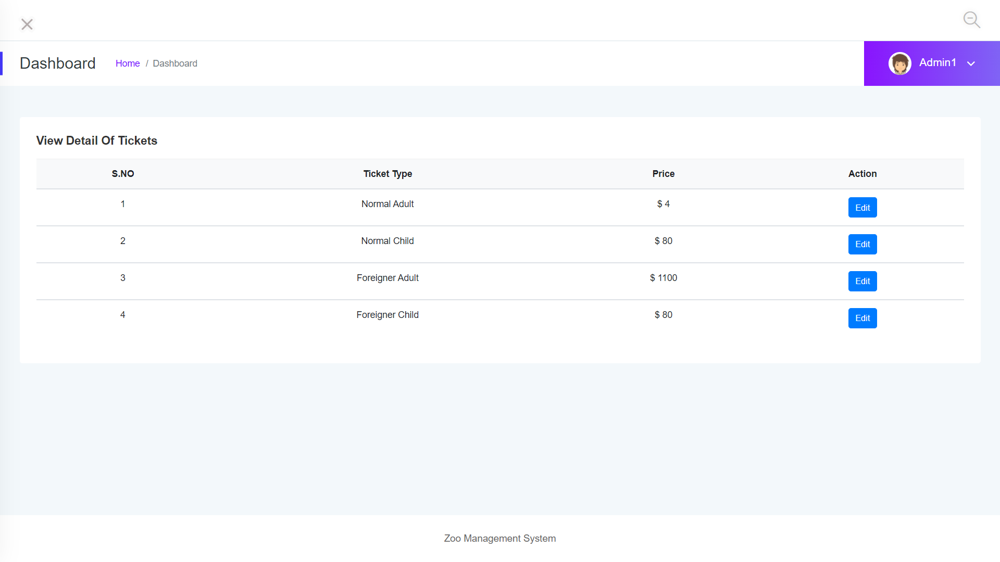 Dashboard Home / Dashboard Admin1
View Detail Of Tickets
S.NO Ticket Type Price Action
1 Normal Adult $ 4 Edit
2 Normal Child $ 80 Edit
3 Foreigner Adult $ 1100 Edit
4 Foreigner Child $ 80 Edit
Zoo Management System